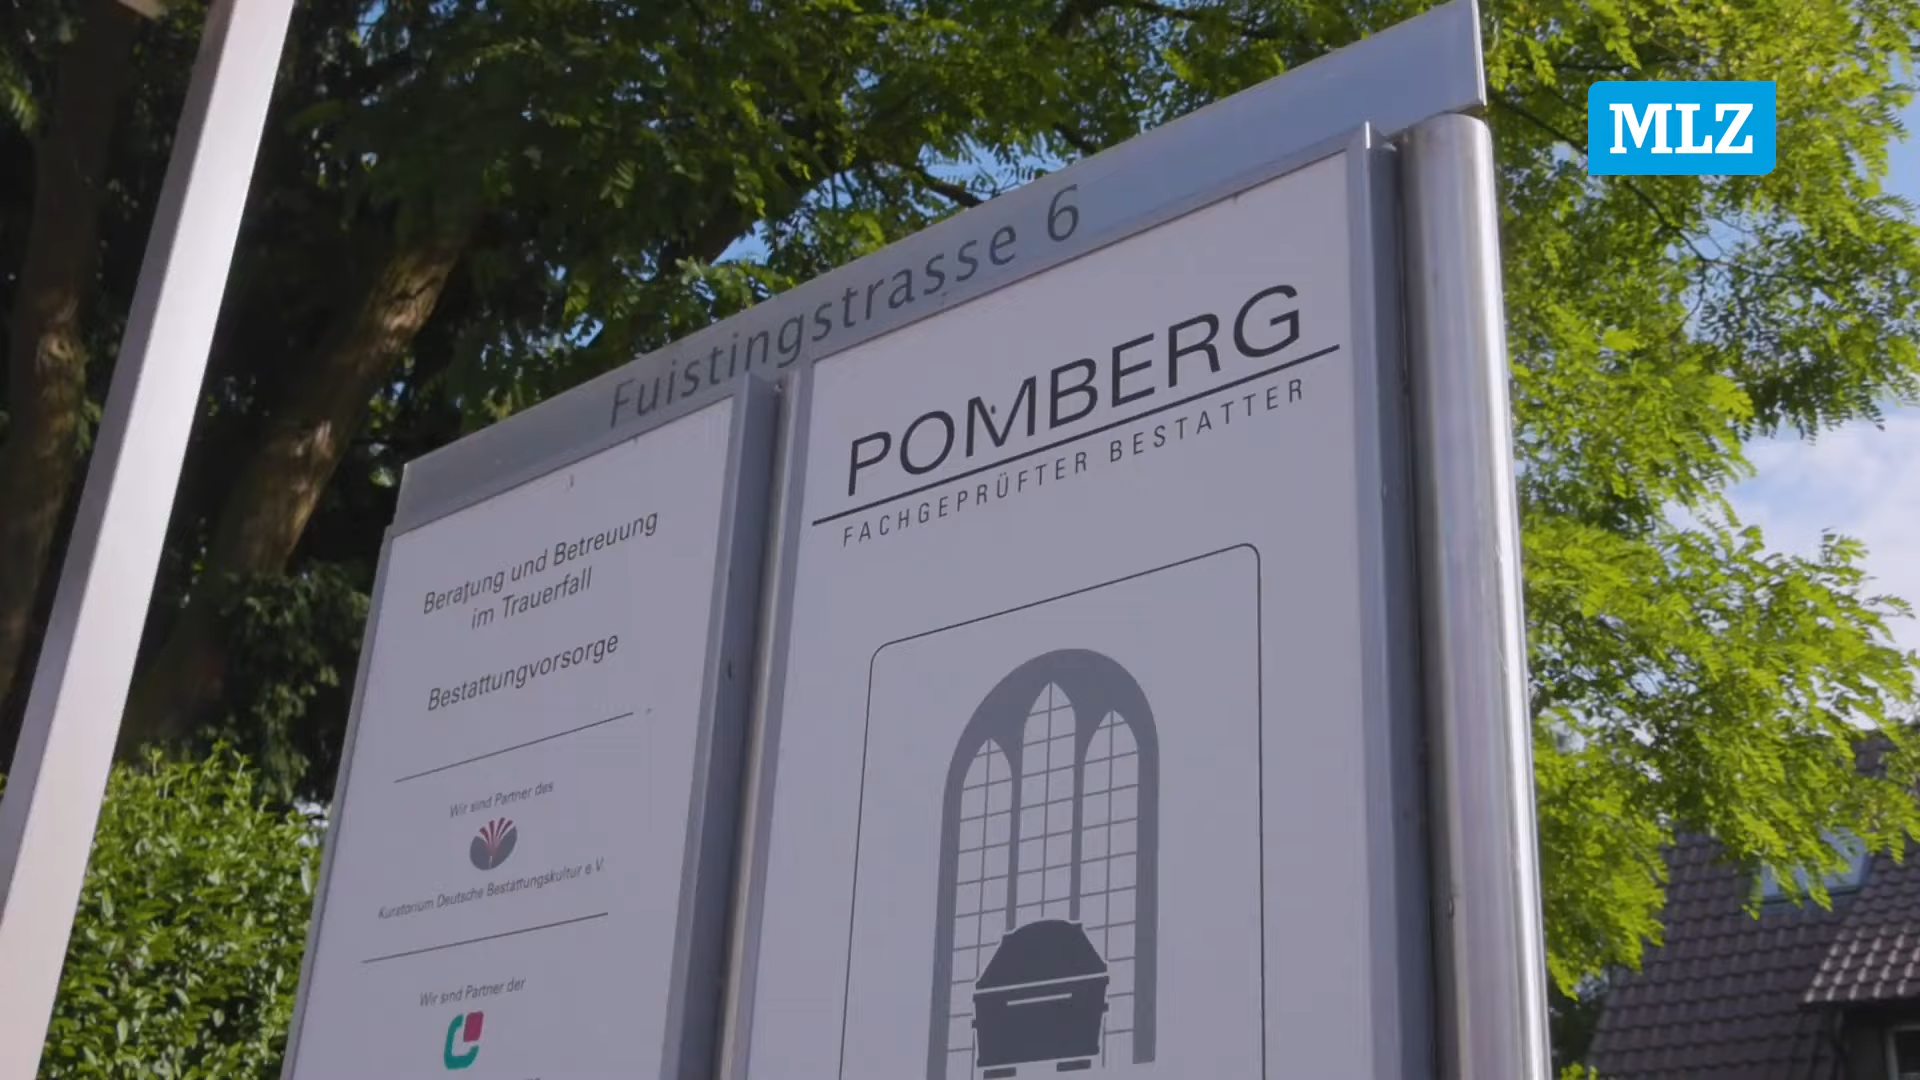 MLZ
Fuistingstrasse 6
POMBERG
FACHGEPRÜFTER BESTATTER
Beratung und Betreuung
im Trauerfall
Bestattungvorsorge
Wir sind Partner des
Kuratorium Deutsche Bestattungskultur e.V.
Wir sind Partner der